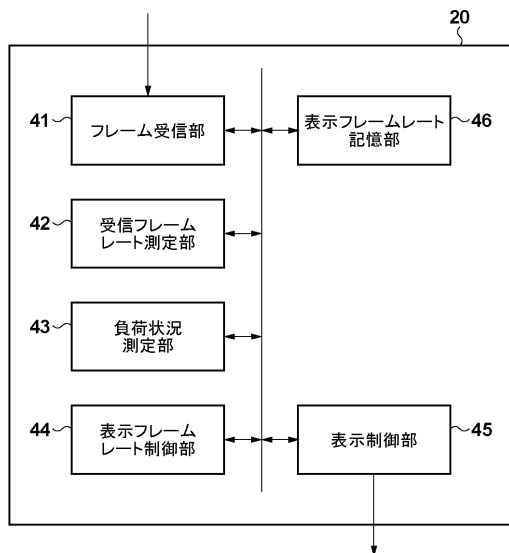 20
41
フレーム受信部
表示フレームレート
記憶部
46
42
受信フレーム
レート測定部
43
負荷状況
測定部
44
表示フレーム
レート制御部
表示制御部
45